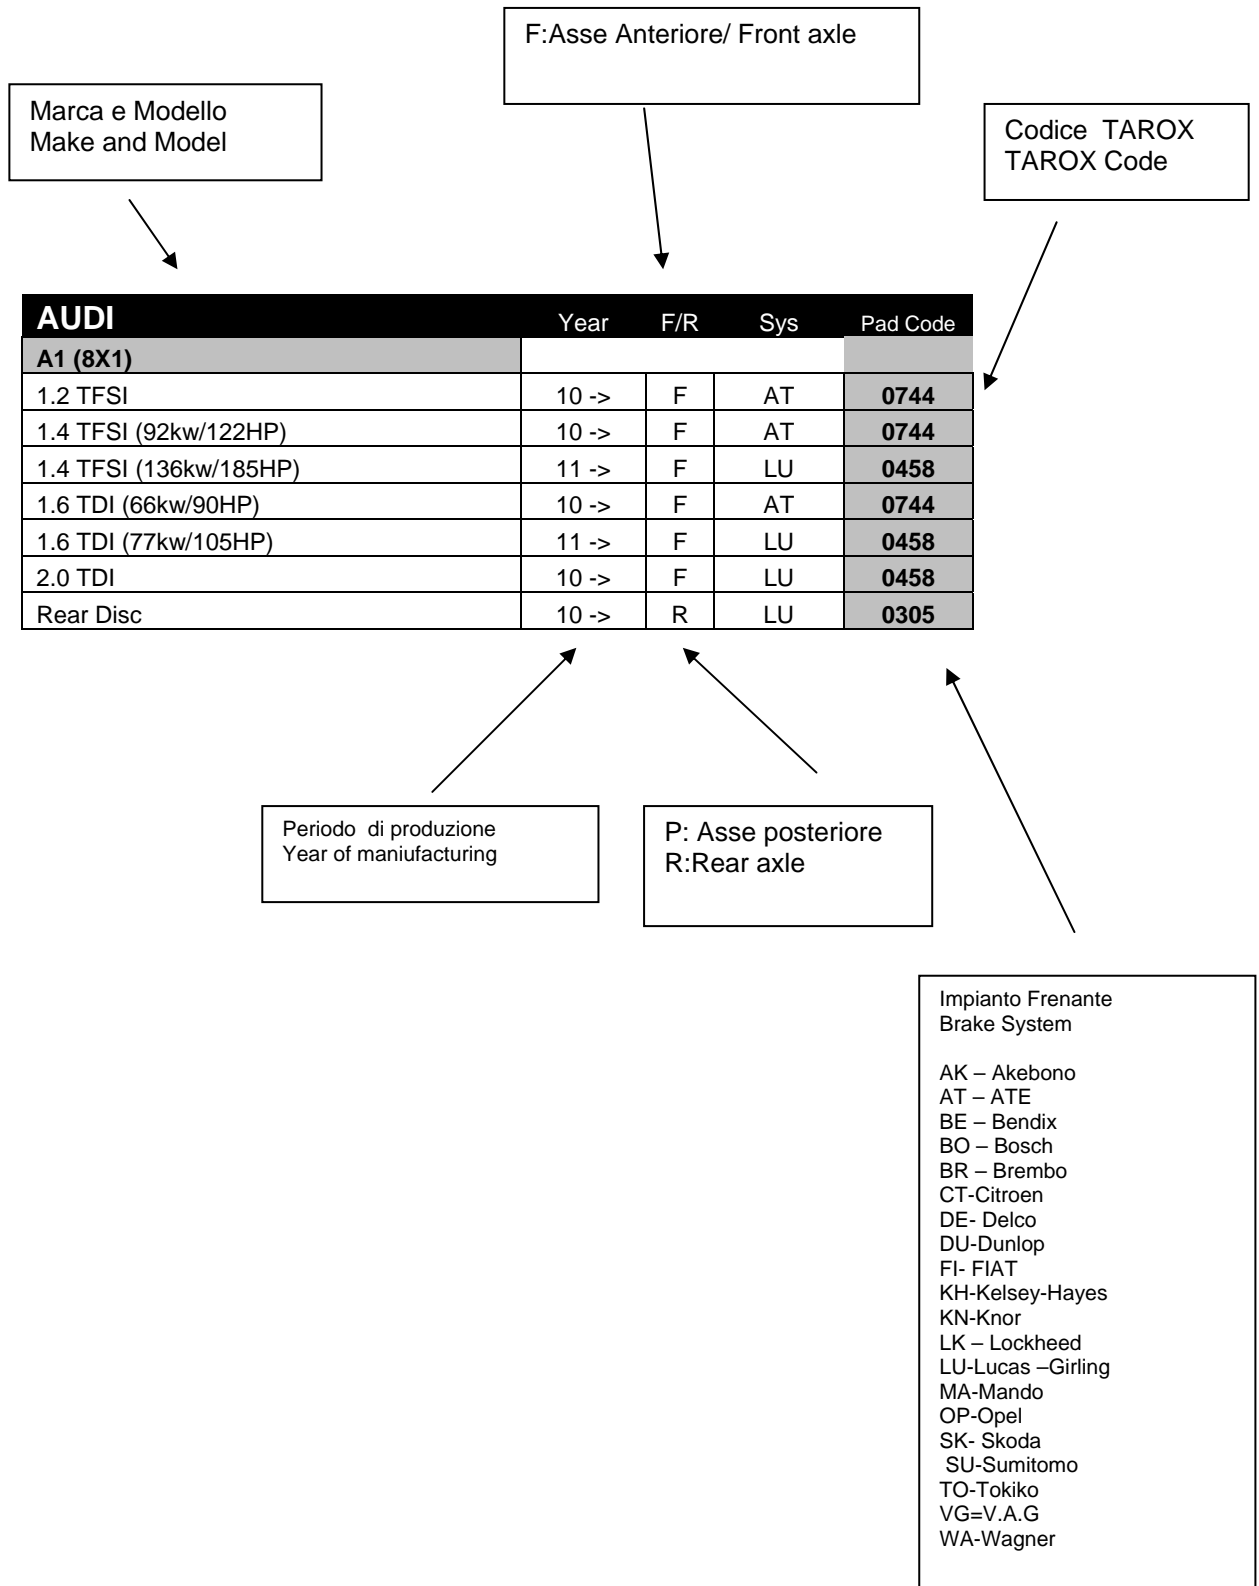 F:Asse Anteriore/ Front axle
Marca e Modello
Make and Model
Codice TAROX
TAROX Code
AUDI Year F/R Sys Pad Code
A1 (8X1)
1.2 TFSI 10 -> F AT 0744
1.4 TFSI (92kw/122HP) 10 -> F AT 0744
1.4 TFSI (136kw/185HP) 11 -> F LU 0458
1.6 TDI (66kw/90HP) 10 -> F AT 0744
1.6 TDI (77kw/105HP) 11 -> F LU 0458
2.0 TDI 10 -> F LU 0458
Rear Disc 10 -> R LU 0305
Periodo di produzione
Year of maniufacturing
P: Asse posteriore
R:Rear axle
Impianto Frenante
Brake System
AK – Akebono
AT – ATE
BE – Bendix
BO – Bosch
BR – Brembo
CT-Citroen
DE- Delco
DU-Dunlop
FI- FIAT
KH-Kelsey-Hayes
KN-Knor
LK – Lockheed
LU-Lucas –Girling
MA-Mando
OP-Opel
SK- Skoda
SU-Sumitomo
TO-Tokiko
VG=V.A.G
WA-Wagner